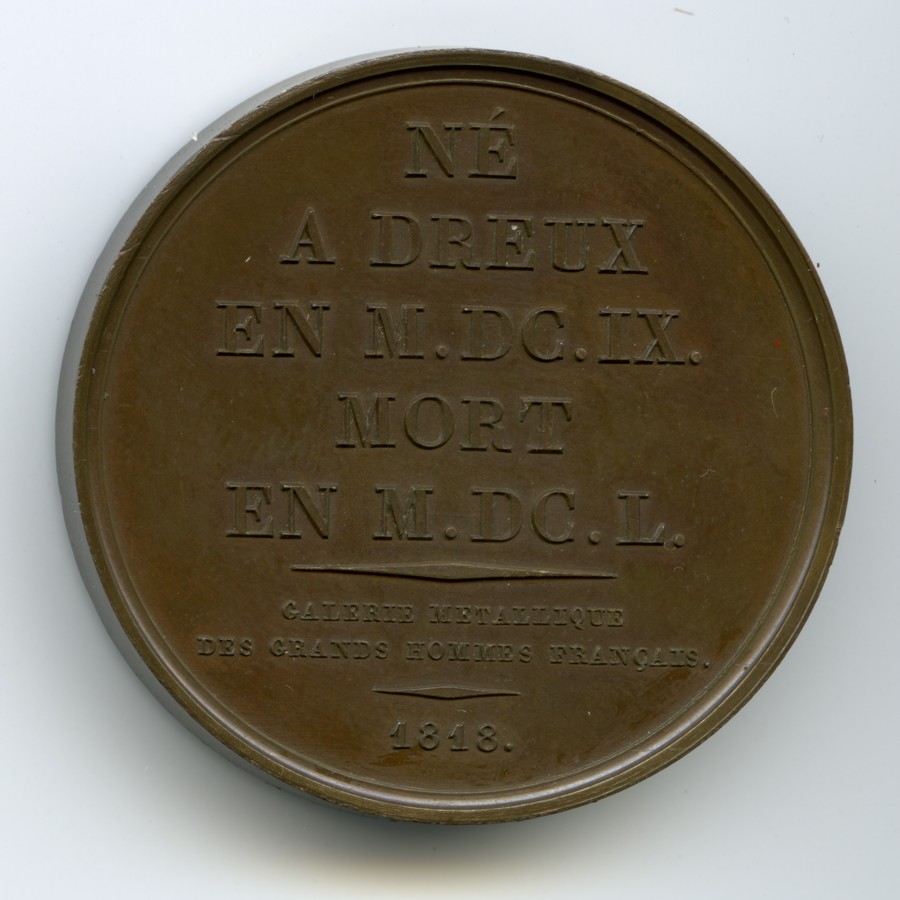 NÉ
A DREUX
EN M.DC.IX.
MORT
EN M.DC.L.
GALERIE METALLIQUE
DES GRANDS HOMMES FRANÇAIS.
1818.